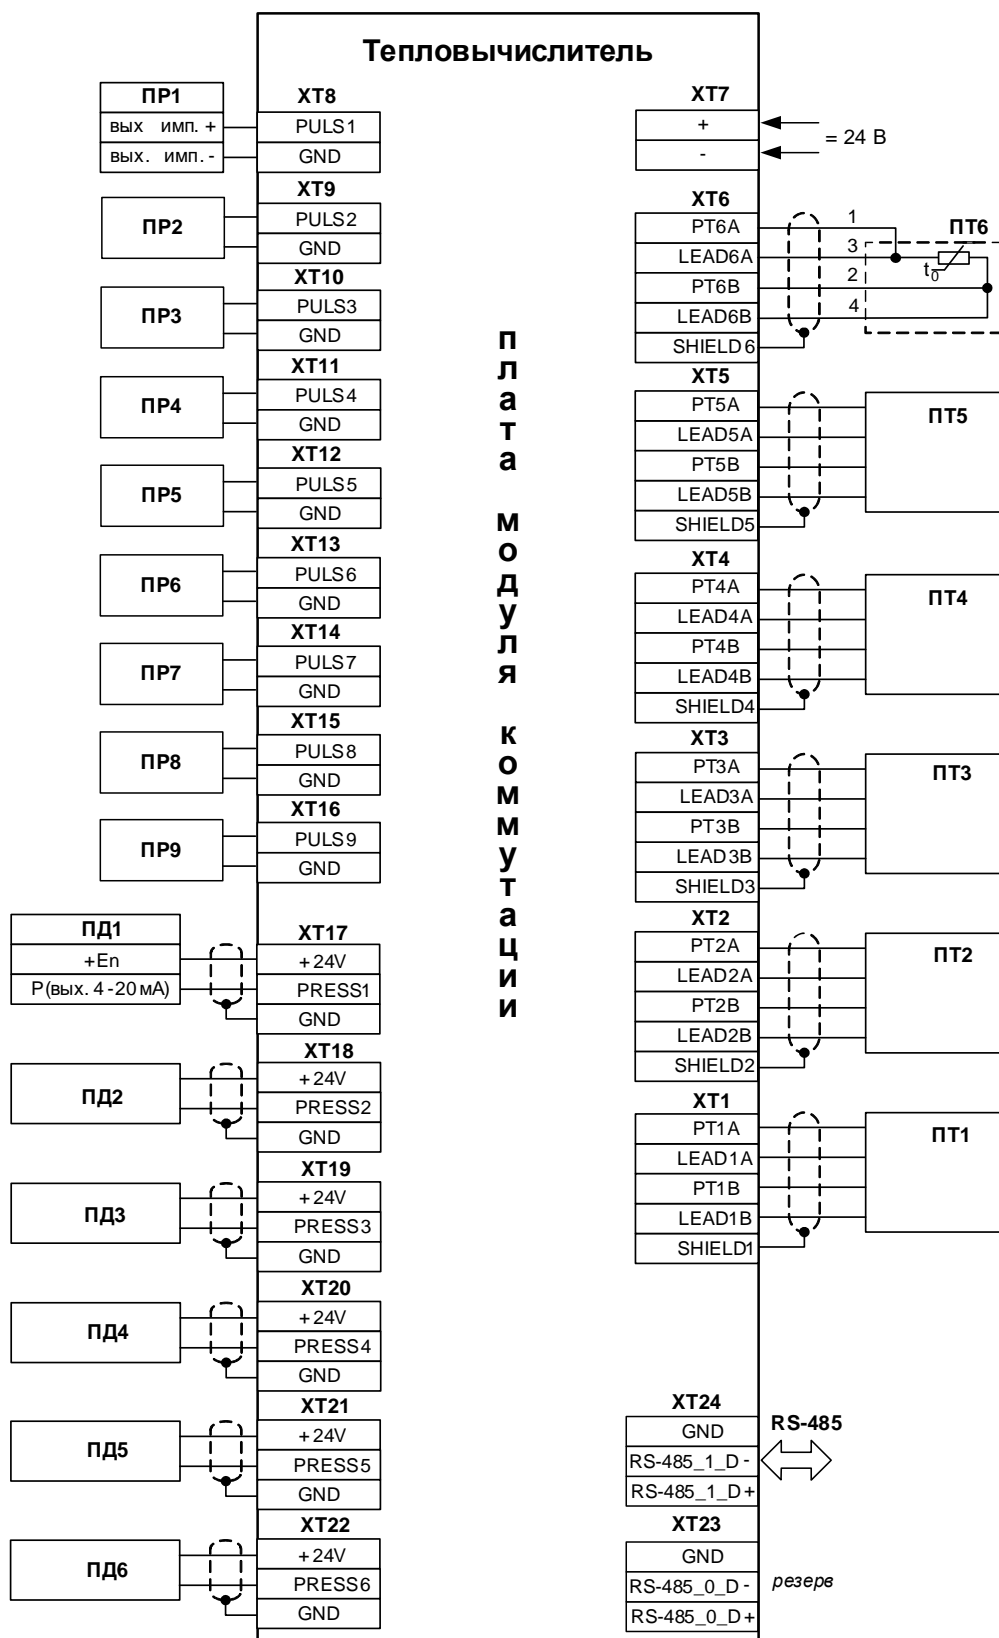 Тепловычислитель
ПР1
вых имп. +
вых. имп. -
XT8
PULS1
GND
ПР2
XT9
PULS2
GND
ПР3
XT10
PULS3
GND
ПР4
XT11
PULS4
GND
ПР5
XT12
PULS5
GND
ПР6
XT13
PULS6
GND
ПР7
XT14
PULS7
GND
ПР8
XT15
PULS8
GND
ПР9
XT16
PULS9
GND
ПД1
+En
P(вых. 4-20 мА)
XT17
+24V
PRESS1
GND
ПД2
XT18
+24V
PRESS2
GND
ПД3
XT19
+24V
PRESS3
GND
ПД4
XT20
+24V
PRESS4
GND
ПД5
XT21
+24V
PRESS5
GND
ПД6
XT22
+24V
PRESS6
GND
плата модуля коммутации
XT7
+
-
= 24 В
XT6
PT6A
LEAD6A
PT6B
LEAD6B
SHIELD6
1
3
2
4
ПТ6
t0
XT5
PT5A
LEAD5A
PT5B
LEAD5B
SHIELD5
ПТ5
XT4
PT4A
LEAD4A
PT4B
LEAD4B
SHIELD4
ПТ4
XT3
PT3A
LEAD3A
PT3B
LEAD3B
SHIELD3
ПТ3
XT2
PT2A
LEAD2A
PT2B
LEAD2B
SHIELD2
ПТ2
XT1
PT1A
LEAD1A
PT1B
LEAD1B
SHIELD1
ПТ1
XT24
GND
RS-485_1_D-
RS-485_1_D+
RS-485
XT23
GND
RS-485_0_D-
RS-485_0_D+
резерв